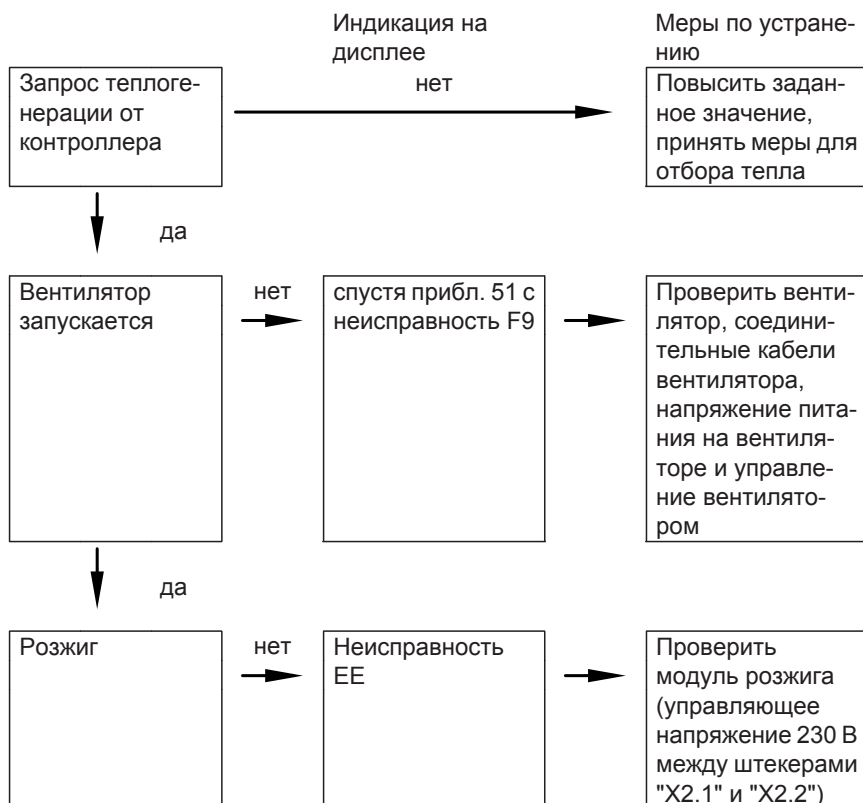 Индикация на
дисплее
Меры по устране-
нию
Запрос теплоге-
нерации от
контроллера
нет
Повысить задан-
ное значение,
принять меры для
отбора тепла
да
Вентилятор
запускается
нет
спустя прибл. 51 с
неисправность F9
Проверить венти-
лятор, соедини-
тельные кабели
вентилятора,
напряжение пита-
ния на вентиля-
торе и управле-
ние вентилято-
ром
да
Розжиг
нет
Неисправность
EE
Проверить
модуль розжига
(управляющее
напряжение 230 В
между штекерами
"X2.1" и "X2.2")